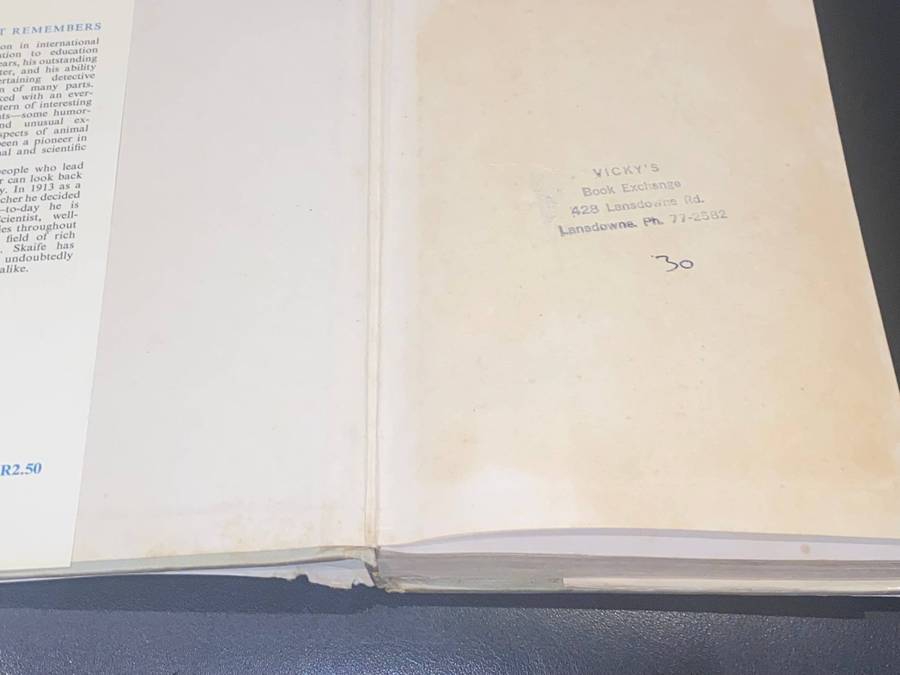 T REMEMBERS
on in international
ation to education
ears, his outstanding
ter, and his ability
ertaining detective
n of many parts.
ked with an ever-
tern of interesting
ts—some humor-
nd unusual ex-
spects of animal
een a pioneer in
al and scientific
people who lead
r can look back
y. In 1913 as a
cher he decided
—to-day he is
cientist, well-
es throughout
field of rich
. Skaife has
undoubtedly
alike.
R2.50
VICKY'S
Book Exchange
428 Lansdowne Rd.
Lansdowne. Ph. 77-2582
30